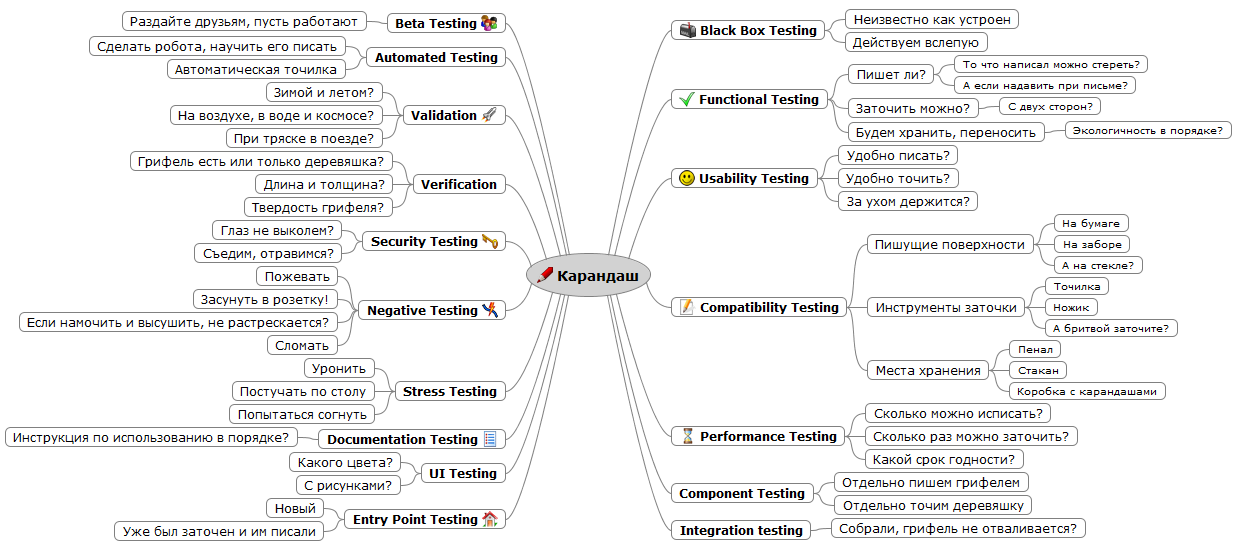 Карандаш
Beta Testing
Раздайте друзьям, пусть работают
Automated Testing
Сделать робота, научить его писать
Автоматическая точилка
Validation
Зимой и летом?
На воздухе, в воде и космосе?
При тряске в поезде?
Verification
Грифель есть или только деревяшка?
Длина и толщина?
Твердость грифеля?
Security Testing
Глаз не выколем?
Съедим, отравимся?
Negative Testing
Пожевать
Засунуть в розетку!
Если намочить и высушить, не растрескается?
Сломать
Stress Testing
Уронить
Постучать по столу
Попытаться согнуть
Documentation Testing
Инструкция по использованию в порядке?
UI Testing
Какого цвета?
С рисунками?
Entry Point Testing
Новый
Уже был заточен и им писали
Black Box Testing
Неизвестно как устроен
Действуем вслепую
Functional Testing
Пишет ли?
То что написал можно стереть?
А если надавить при письме?
Заточить можно?
С двух сторон?
Будем хранить, переносить
Экологичность в порядке?
Usability Testing
Удобно писать?
Удобно точить?
За ухом держится?
Compatibility Testing
Пишущие поверхности
На бумаге
На заборе
А на стекле?
Инструменты заточки
Точилка
Ножик
А бритвой заточите?
Места хранения
Пенал
Стакан
Коробка с карандашами
Performance Testing
Сколько можно исписать?
Сколько раз можно заточить?
Какой срок годности?
Component Testing
Отдельно пишем грифелем
Отдельно точим деревяшку
Integration testing
Собрали, грифель не отваливается?